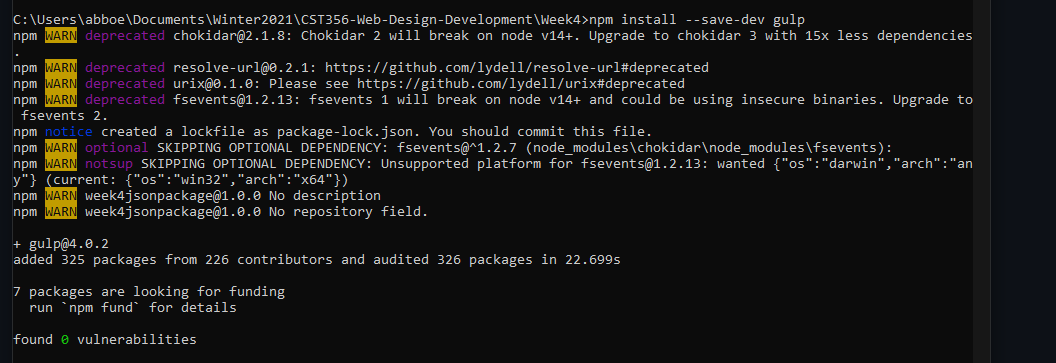 C:\Users\abboe\Documents\Winter2021\CST356-Web-Design-Development\Week4>npm install --save-dev gulp
npm WARN deprecated chokidar@2.1.8: Chokidar 2 will break on node v14+. Upgrade to chokidar 3 with 15x less dependencies
.
npm WARN deprecated resolve-url@0.2.1: https://github.com/lydell/resolve-url#deprecated
npm WARN deprecated urix@0.1.0: Please see https://github.com/lydell/urix#deprecated
npm WARN deprecated fsevents@1.2.13: fsevents 1 will break on node v14+ and could be using insecure binaries. Upgrade to
 fsevents 2.
npm notice created a lockfile as package-lock.json. You should commit this file.
npm WARN optional SKIPPING OPTIONAL DEPENDENCY: fsevents@^1.2.7 (node_modules\chokidar\node_modules\fsevents):
npm WARN notsup SKIPPING OPTIONAL DEPENDENCY: Unsupported platform for fsevents@1.2.13: wanted {"os":"darwin","arch":"an
y"} (current: {"os":"win32","arch":"x64"})
npm WARN week4jsonpackage@1.0.0 No description
npm WARN week4jsonpackage@1.0.0 No repository field.
+ gulp@4.0.2
added 325 packages from 226 contributors and audited 326 packages in 22.699s
7 packages are looking for funding
  run `npm fund` for details
found 0 vulnerabilities